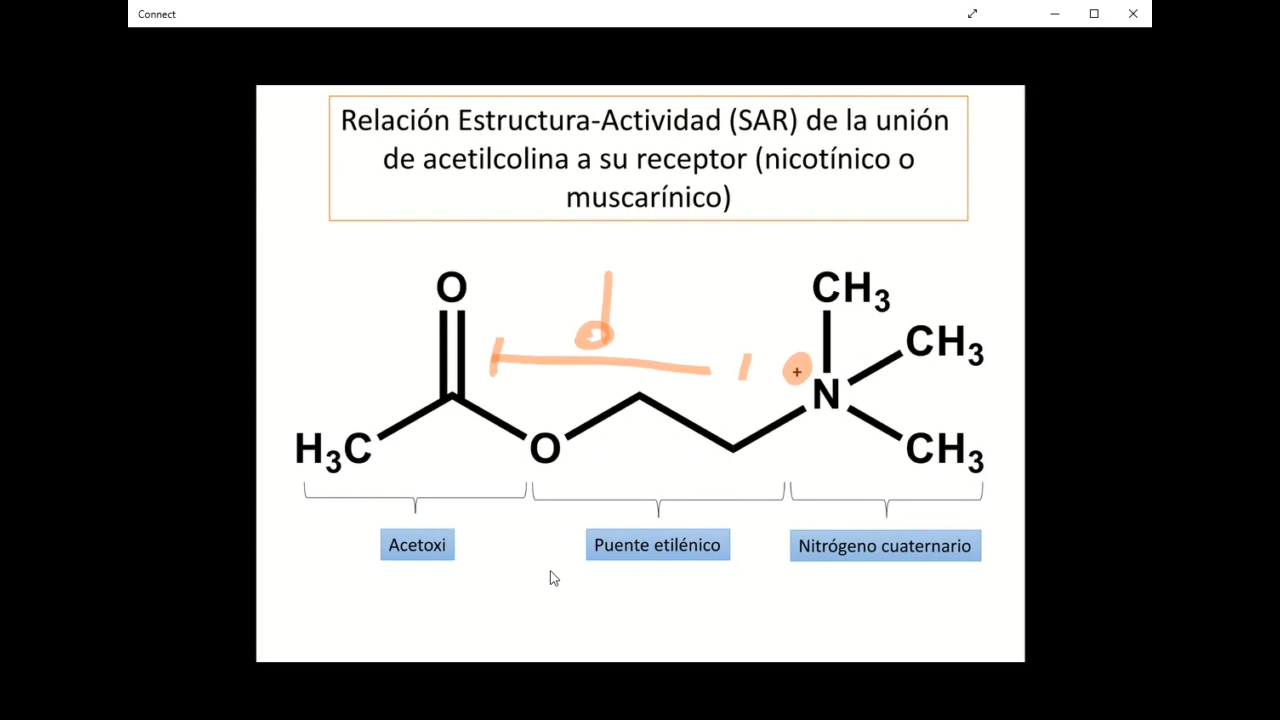 Connect
Relación Estructura-Actividad (SAR) de la unión
de acetilcolina a su receptor (nicotínico o
muscarínico)
O
CH3
d
CH3
+
N
H3C
O
CH3
Acetoxi
Puente etilénico
Nitrógeno cuaternario